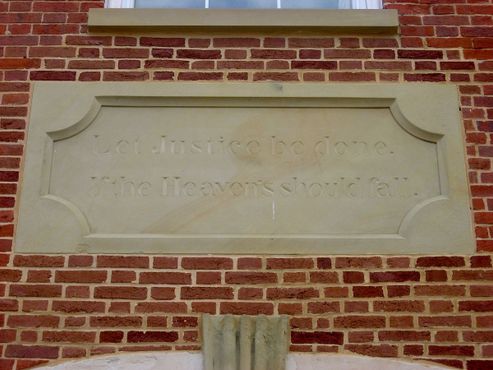 Let Justice be done.
If the Heavens should fall.